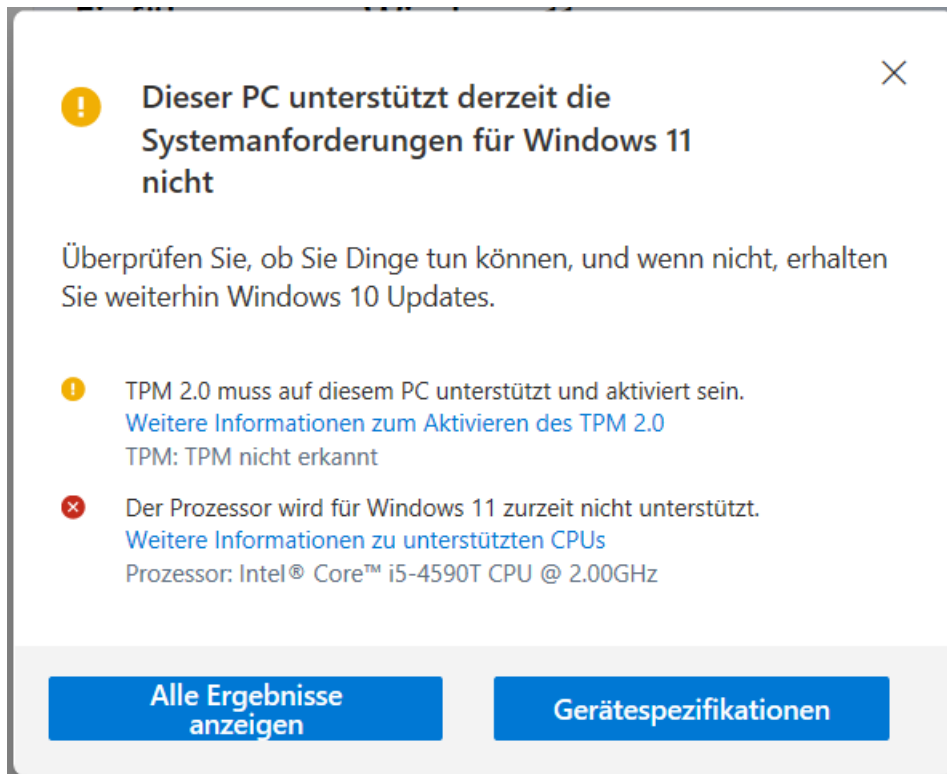 Dieser PC unterstützt derzeit die
Systemanforderungen für Windows 11
nicht
Überprüfen Sie, ob Sie Dinge tun können, und wenn nicht, erhalten
Sie weiterhin Windows 10 Updates.
TPM 2.0 muss auf diesem PC unterstützt und aktiviert sein.
Weitere Informationen zum Aktivieren des TPM 2.0
TPM: TPM nicht erkannt
Der Prozessor wird für Windows 11 zurzeit nicht unterstützt.
Weitere Informationen zu unterstützten CPUs
Prozessor: Intel® Core™ i5-4590T CPU @ 2.00GHz
Alle Ergebnisse
anzeigen
Gerätespezifikationen